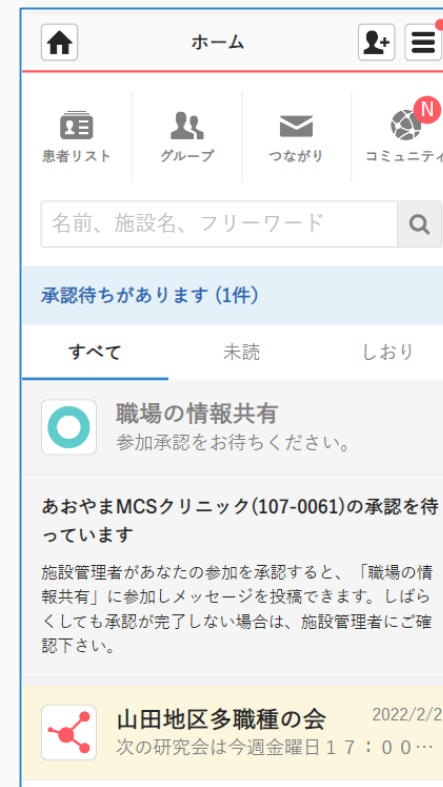 ホーム
患者リスト グループ つながり コミュニティ N
名前、施設名、フリーワード
承認待ちがあります (1件)
すべて 未読 しおり
職場の情報共有
参加承認をお待ちください。
あおやまMCSクリニック(107-0061)の承認を待
っています
施設管理者があなたの参加を承認すると、「職場の情
報共有」に参加しメッセージを投稿できます。しばら
くしても承認が完了しない場合は、施設管理者にご確
認下さい。
山田地区多職種の会 2022/2/2
次の研究会は今週金曜日１７：００…